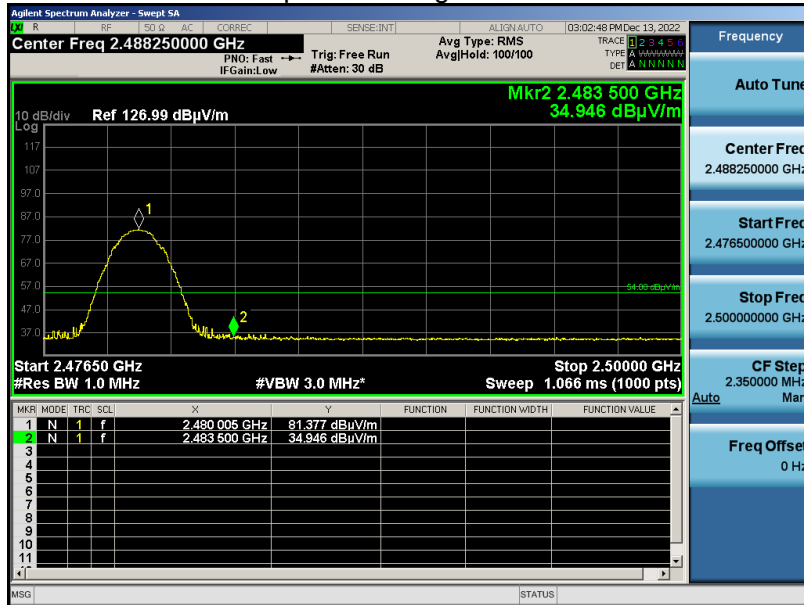 Agilent Spectrum Analyzer - Swept SA
LXI R RF 50 Ω AC CORREC SENSE:INT ALIGN AUTO 03:02:48 PM Dec 13, 2022
Center Freq 2.488250000 GHz
PNO: Fast
IFGain:Low
Trig: Free Run
#Atten: 30 dB
Avg Type: RMS
Avg|Hold: 100/100
TRACE 1 2 3 4 5 6
TYPE A
DET A N N N N N
Mkr2 2.483 500 GHz
34.946 dBµV/m
10 dB/div Ref 126.99 dBµV/m
Log
117
107
97.0
87.0
77.0
67.0
57.0
47.0
37.0
1
2
54.00 dBµV/m
Start 2.47650 GHz
Stop 2.50000 GHz
#Res BW 1.0 MHz
#VBW 3.0 MHz*
Sweep 1.066 ms (1000 pts)
MKR MODE TRC SCL X Y FUNCTION FUNCTION WIDTH FUNCTION VALUE
1 N 1 f 2.480 005 GHz 81.377 dBµV/m
2 N 1 f 2.483 500 GHz 34.946 dBµV/m
3
4
5
6
7
8
9
10
11
MSG
STATUS
Frequency
Auto Tune
Center Freq
2.488250000 GHz
Start Freq
2.476500000 GHz
Stop Freq
2.500000000 GHz
CF Step
2.350000 MHz
Auto Man
Freq Offset
0 Hz